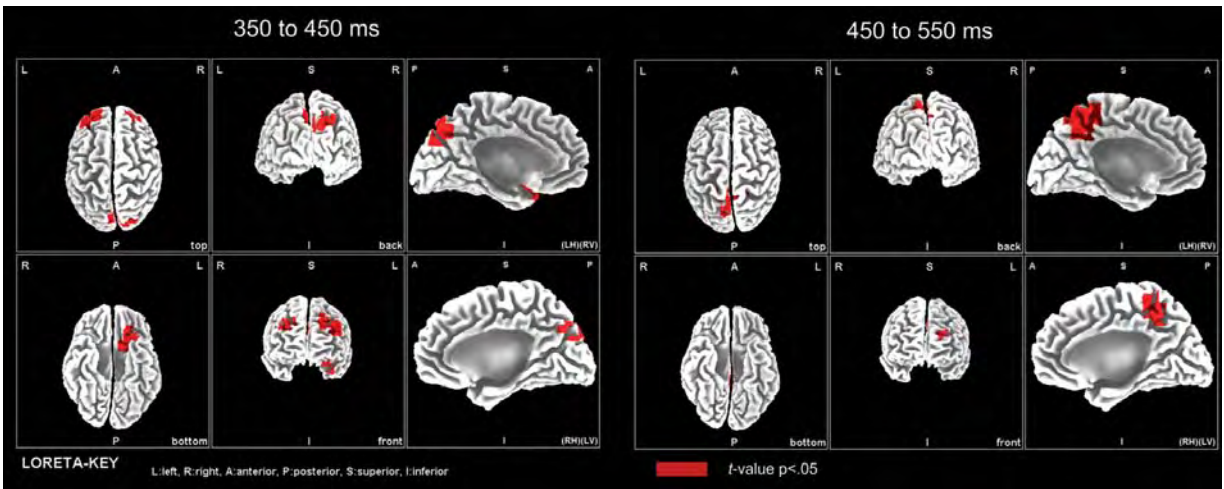 350 to 450 ms
450 to 550 ms
L A R
L S R
P S A
L A R
L S R
P S A
P top
I back
I (LH)(RV)
P top
I back
I (LH)(RV)
R A L
R S L
A S P
R A L
R S L
A S P
P bottom
I front
I (RH)(LV)
P bottom
I front
I (RH)(LV)
LORETA-KEY
L:left, R:right, A:anterior, P:posterior, S:superior, I:inferior
t-value p<.05